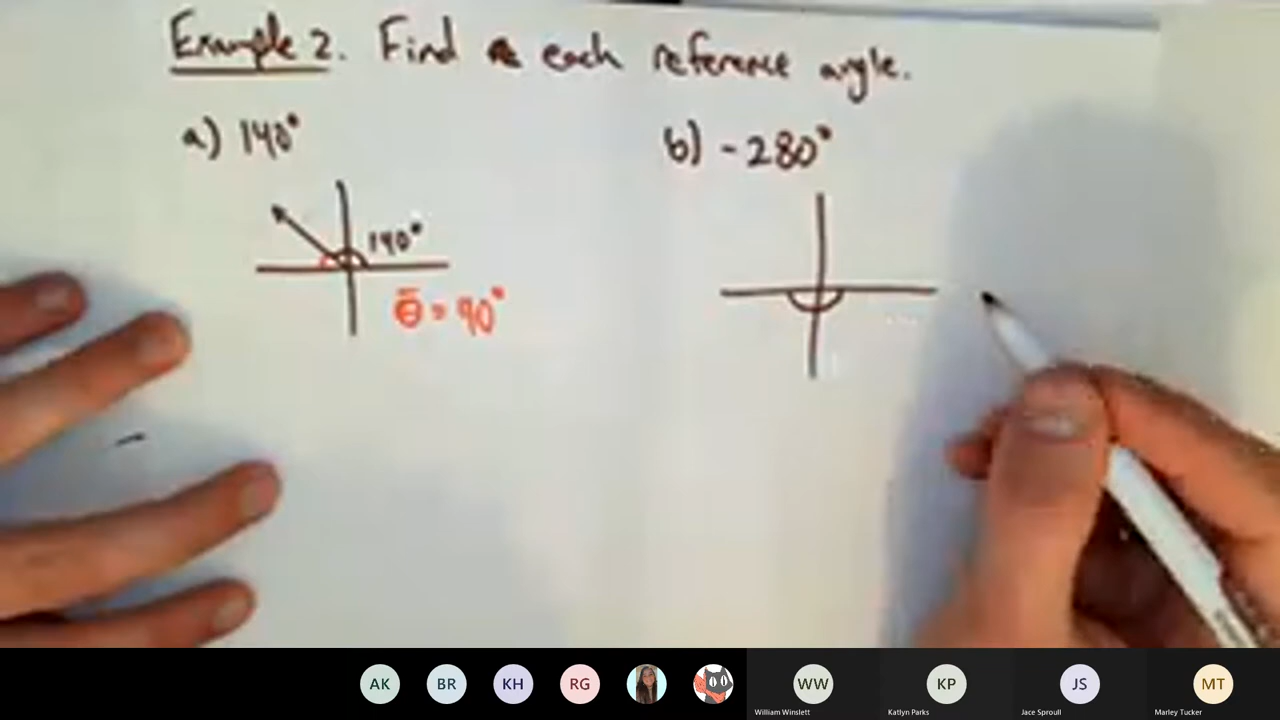 Example 2. Find each reference angle.
a) 140°
b) -280°
140°
θ̄ = 40°
AK
BR
KH
RG
WW
KP
JS
MT
William Winslett
Katlyn Parks
Jace Sproull
Marley Tucker